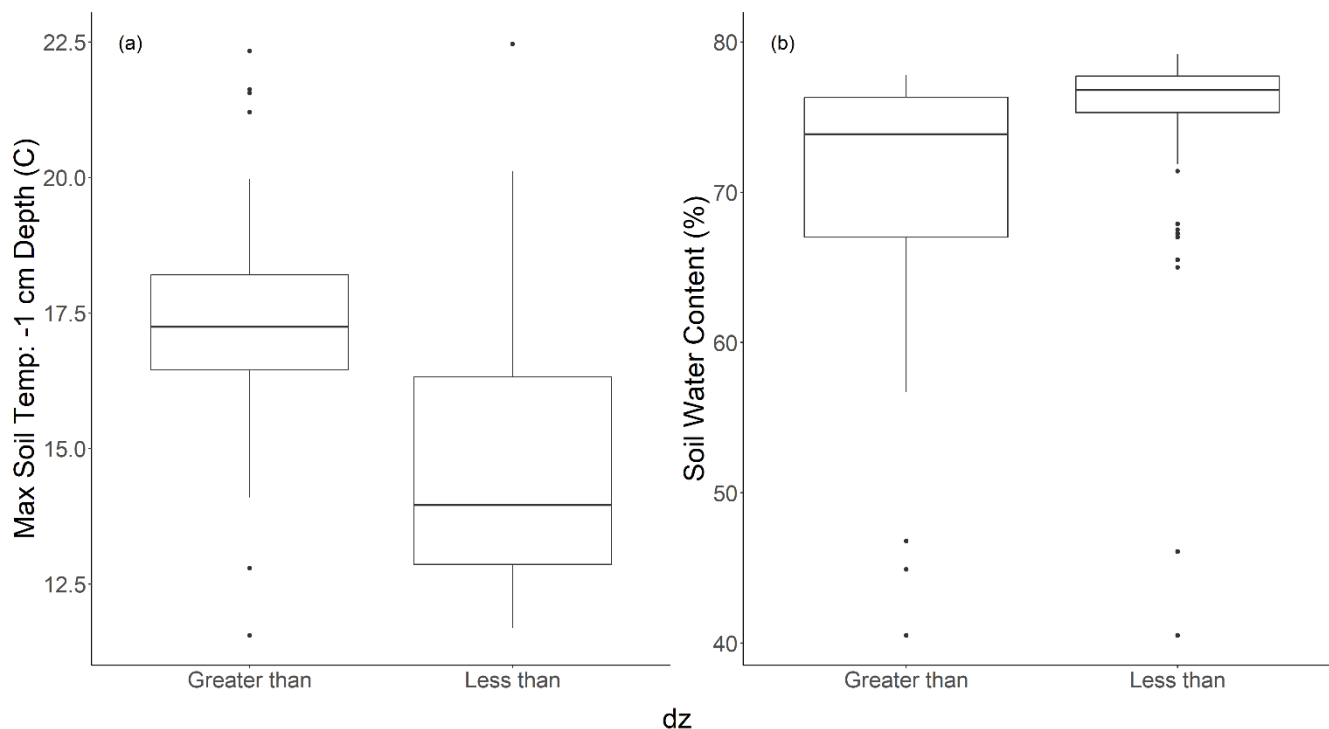 (a)
Max Soil Temp: -1 cm Depth (C)
22.5
20.0
17.5
15.0
12.5
Greater than
Less than
(b)
Soil Water Content (%)
80
70
60
50
40
Greater than
Less than
dz